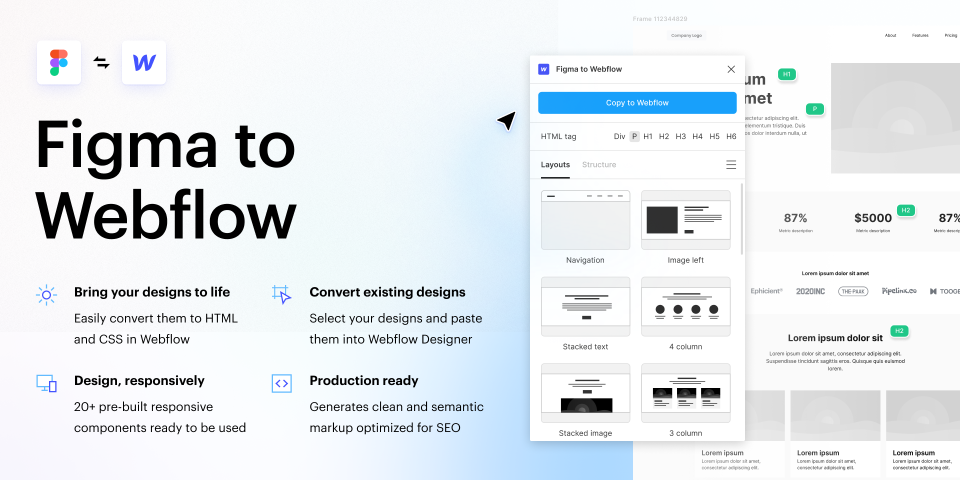 Figma to
Webflow
Bring your designs to life
Easily convert them to HTML
and CSS in Webflow
Convert existing designs
Select your designs and paste
them into Webflow Designer
Design, responsively
20+ pre-built responsive
components ready to be used
Production ready
Generates clean and semantic
markup optimized for SEO
Figma to Webflow
Copy to Webflow
HTML tag
Div P H1 H2 H3 H4 H5 H6
Layouts Structure
Navigation
Image left
Stacked text
4 column
Stacked image
3 column
Frame 112344829
Company Logo
About Features Pricing
um
met
H1
P
sectetur adipiscing elit.
elementum tristique. Duis
os dolor interdum nulla, ut
87%
Metric description
$5000
Metric description
H2
87%
Metric descriptio
Lorem ipsum dolor sit amet
Ephicient®
2020INC
THE PAAK
Kpelinx.co
TOOGE
Lorem ipsum dolor sit
H2
Lorem ipsum dolor sit amet, consectetur adipiscing elit.
Suspendisse tincidunt sagittis eros. Quisque quis euismod
lorem.
Lorem ipsum
Lorem ipsum dolor sit amet,
consectetur adipiscing elit.
Lorem ipsum
Lorem ipsum dolor sit amet,
consectetur adipiscing elit.
Lorem ipsum
Lorem ipsum dolor sit amet,
consectetur adipiscing elit.